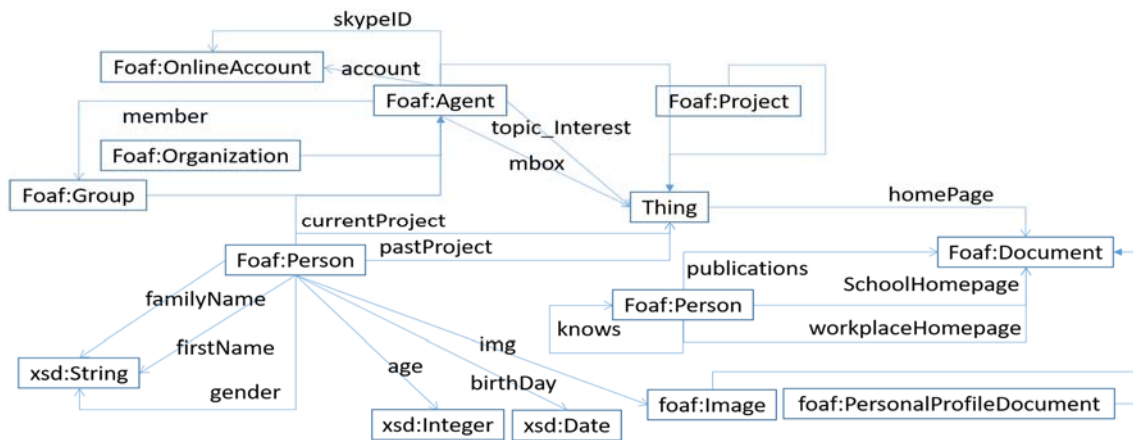 skypeID
Foaf:OnlineAccount
account
Foaf:Agent
Foaf:Project
member
topic_Interest
Foaf:Organization
mbox
Foaf:Group
Thing
homePage
currentProject
pastProject
Foaf:Person
Foaf:Document
publications
SchoolHomepage
familyName
Foaf:Person
knows
workplaceHomepage
firstName
img
xsd:String
age
gender
birthDay
foaf:Image
foaf:PersonalProfileDocument
xsd:Integer
xsd:Date